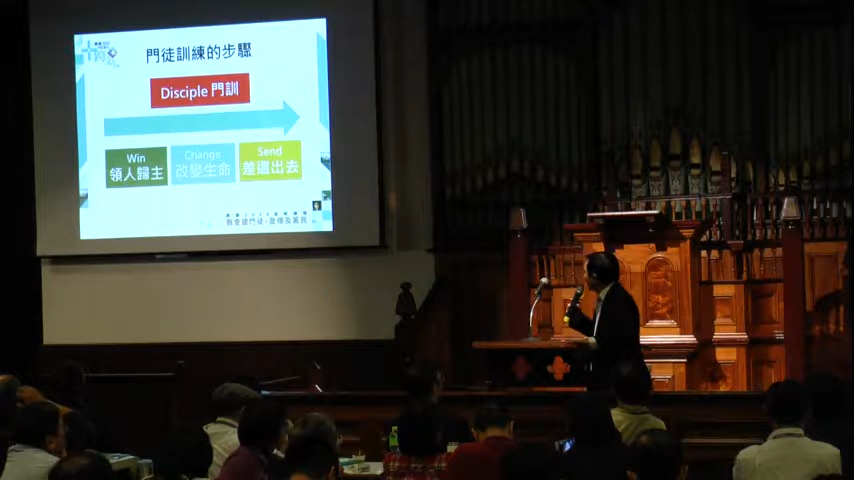 門徒訓練的步驟
Disciple 門訓
Win
領人歸主
Change
改變生命
Send
差遣出去